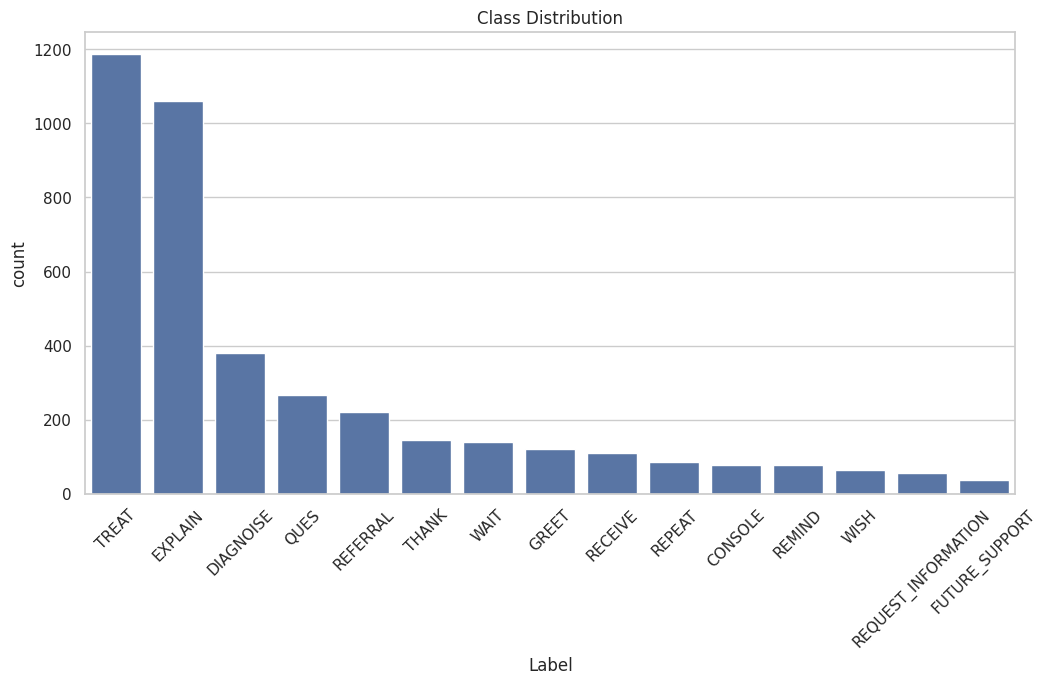 Class Distribution
1200
1000
800
600
400
200
0
count
TREAT
EXPLAIN
DIAGNOISE
QUES
REFERRAL
THANK
WAIT
GREET
RECEIVE
REPEAT
CONSOLE
REMIND
WISH
REQUEST_INFORMATION
FUTURE_SUPPORT
Label